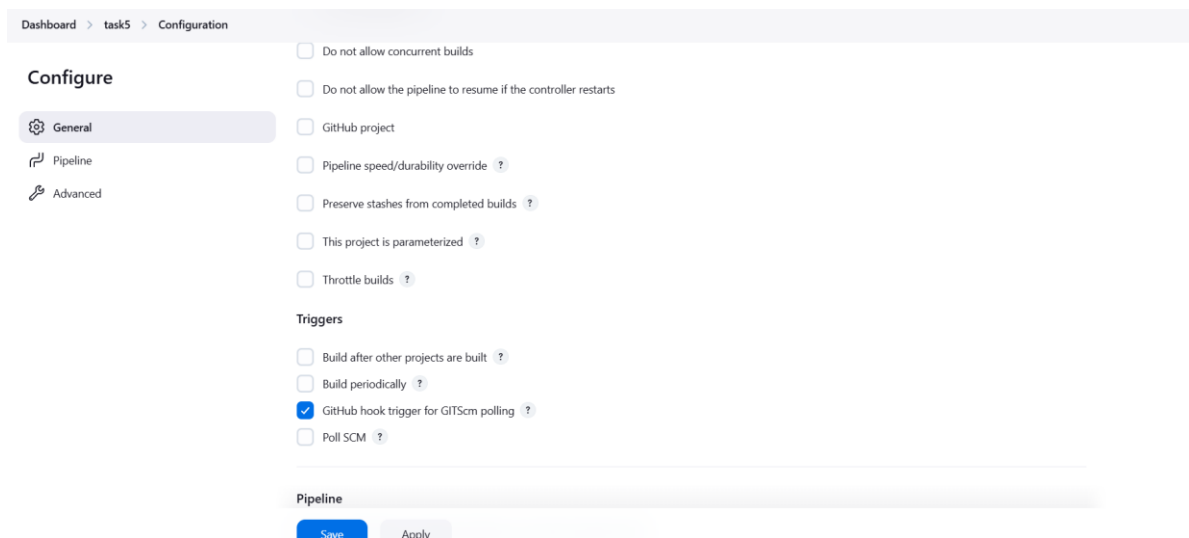 Dashboard > task5 > Configuration
Configure
General
Pipeline
Advanced
Do not allow concurrent builds
Do not allow the pipeline to resume if the controller restarts
GitHub project
Pipeline speed/durability override ?
Preserve stashes from completed builds ?
This project is parameterized ?
Throttle builds ?
Triggers
Build after other projects are built ?
Build periodically ?
GitHub hook trigger for GITScm polling ?
Poll SCM ?
Pipeline
Save Apply